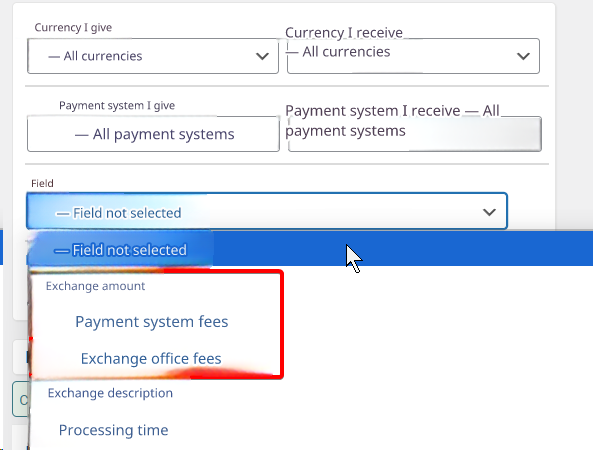 Currency I give
— All currencies
Currency I receive
— All currencies
Payment system I give
— All payment systems
Payment system I receive — All
payment systems
Field
— Field not selected
— Field not selected
Exchange amount
Payment system fees
Exchange office fees
Exchange description
Processing time